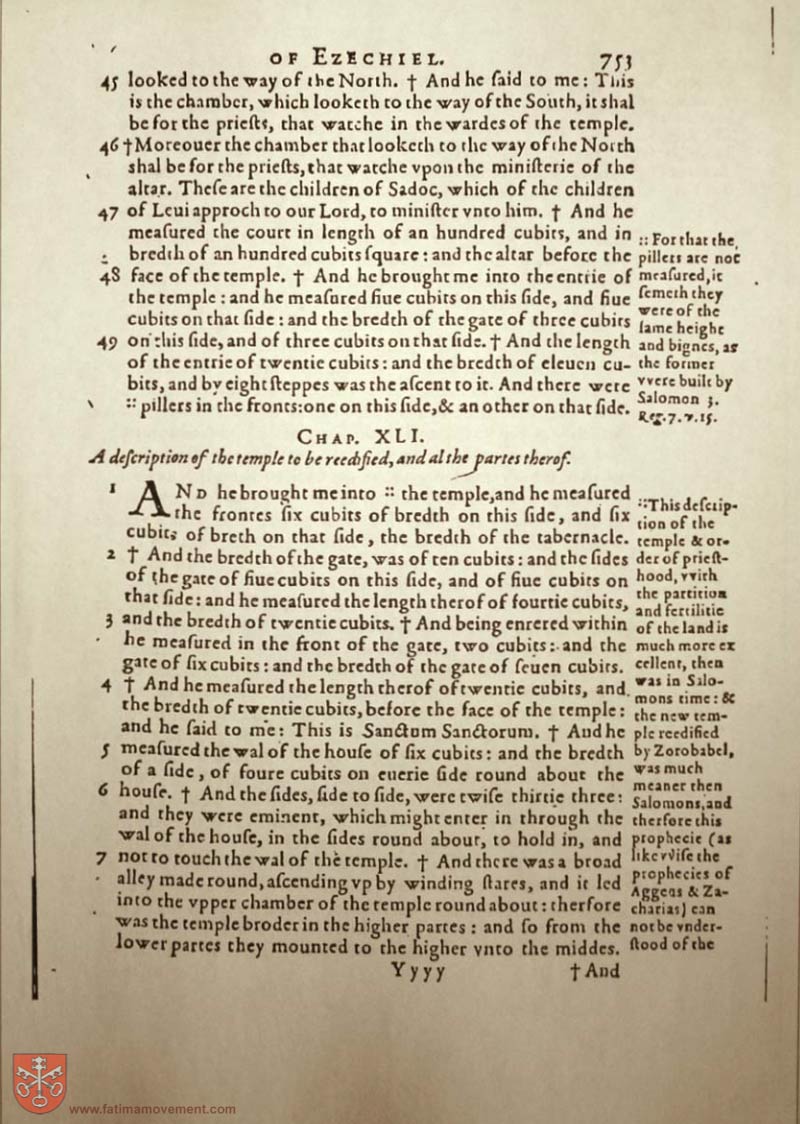 OF EZECHIEL. 753
45 looked to the way of the North. † And he ſaid to me: This
is the chamber, which looketh to the way of the South, it shal
be for the prieſts, that watche in the wardes of the temple.
46 †Moreouer the chamber that looketh to the way of the North
shal be for the prieſts, that watche vpon the miniſterie of the
altar. Theſe are the children of Sadoc, which of the children
47 of Leui approch to our Lord, to miniſter vnto him. † And he
meaſured the court in length of an hundred cubits, and in
bredth of an hundred cubits ſquare: and the altar before the
48 face of the temple. † And he brought me into the entrie of
the temple: and he meaſured fiue cubits on this ſide, and fiue
cubits on that ſide: and the bredth of the gate of three cubits
49 on this ſide, and of three cubits on that ſide. † And the length
of the entrie of twentie cubits: and the bredth of eleuen cu-
bits, and by eight ſteppes was the aſcent to it. And there were
:: pillers in the fronts: one on this ſide, & an other on that ſide.
:: For that the
pillers are not
meaſured, it
ſemeth they
were of the
ſame height
and bignes, as
the former
vvere built by
Salomon 3.
Reg. 7. v. 15.
CHAP. XLI.
A deſcription of the temple to be reedified, and al the partes therof.
1 AND he brought me into :: the temple, and he meaſured
the frontes ſix cubits of bredth on this ſide, and ſix
cubits of breth on that ſide, the bredth of the tabernacle.
2 † And the bredth of the gate, was of ten cubits: and the ſides
of the gate of fiue cubits on this ſide, and of fiue cubits on
that ſide: and he meaſured the length therof of fourtie cubits,
3 and the bredth of twentie cubits. † And being entred within
he meaſured in the front of the gate, two cubits: and the
gate of ſix cubits: and the bredth of the gate of ſeuen cubits.
4 † And he meaſured the length therof of twentie cubits, and
the bredth of twentie cubits, before the face of the temple:
and he ſaid to me: This is Sanctum Sanctorum. † And he
5 meaſured the wal of the houſe of ſix cubits: and the bredth
of a ſide, of foure cubits on euerie ſide round about the
6 houſe. † And the ſides, ſide to ſide, were twiſe thirtie three:
and they were eminent, which might enter in through the
wal of the houſe, in the ſides round about, to hold in, and
7 not to touch the wal of the temple. † And there was a broad
alley made round, aſcending vp by winding ſtares, and it led
into the vpper chamber of the temple round about: therfore
was the temple broder in the higher partes: and ſo from the
lower partes they mounted to the higher vnto the middes.
:: This deſcrip-
tion of the
temple & or-
der of prieſt-
hood, vvith
the partition
and fertilitie
of the land is
much more ex
cellent, then
was in Salo-
mons time: &
the new tem-
ple reedified
by Zorobabel,
was much
meaner then
Salomons, and
therfore this
prophecie (as
likevviſe the
prophecies of
Aggeus & Za-
charias) can
not be vnder-
ſtood of the
Yyyy † And
www.fatimamovement.com